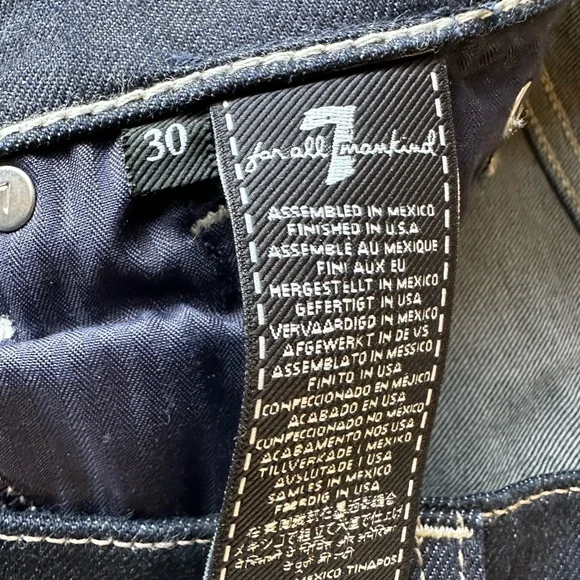 30
7
for all mankind
ASSEMBLED IN MEXICO
FINISHED IN U.S.A
ASSEMBLE AU MEXIQUE
FINI AUX EU
HERGESTELLT IN MEXICO
GEFERTIGT IN USA
VERVAARDIGD IN MEXICO
AFGEWERKT IN DE VS
ASSEMBLATO IN MESSICO
FINITO IN USA
CONFECCIONADO EN MÉJICO
ACABADO EN USA
CONFECCIONADO NO MÉXICO
ACABAMENTO NOS USA
TILLVERKADE I MEXIKO
AVSLUTADE I USA
SAMLES IN MEXICO
FÆRDIG IN USA
MEXICO TINAPOS